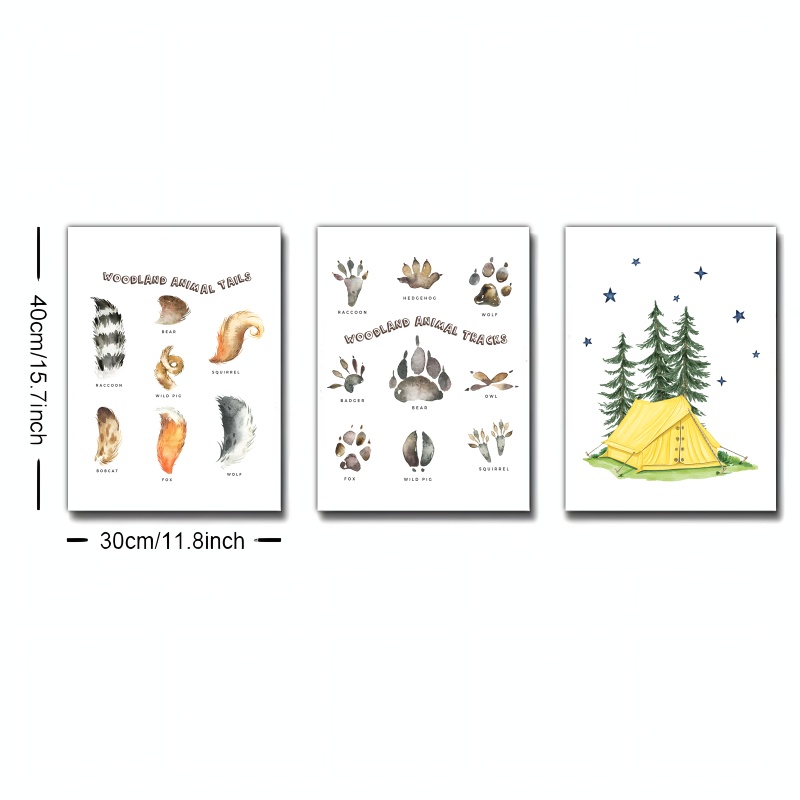 40cm/15.7inch
30cm/11.8inch
WOODLAND ANIMAL TAILS
RACCOON
BEAR
SQUIRREL
WILD PIG
BOBCAT
FOX
WOLF
RACCOON
HEDGEHOG
WOLF
WOODLAND ANIMAL TRACKS
BADGER
BEAR
OWL
FOX
WILD PIG
SQUIRREL